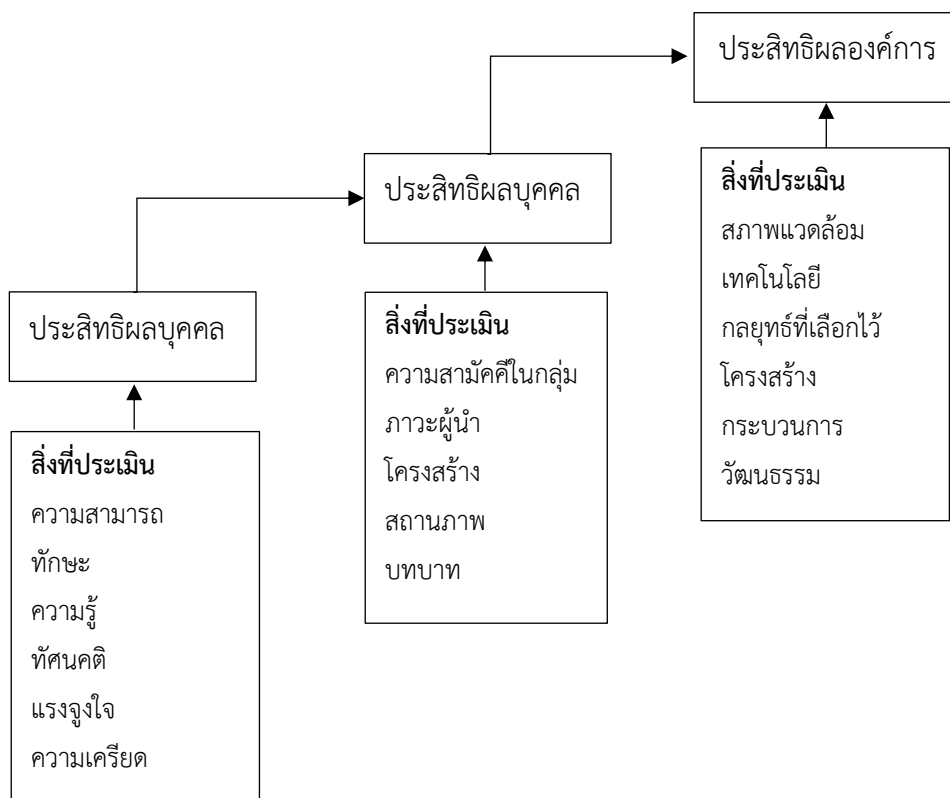 ประสิทธิผลองค์การ
สิ่งที่ประเมิน
สภาพแวดล้อม
เทคโนโลยี
กลยุทธ์ที่เลือกไว้
โครงสร้าง
กระบวนการ
วัฒนธรรม
ประสิทธิผลบุคคล
สิ่งที่ประเมิน
ความสามัคคีในกลุ่ม
ภาวะผู้นำ
โครงสร้าง
สถานภาพ
บทบาท
ประสิทธิผลบุคคล
สิ่งที่ประเมิน
ความสามารถ
ทักษะ
ความรู้
ทัศนคติ
แรงจูงใจ
ความเครียด